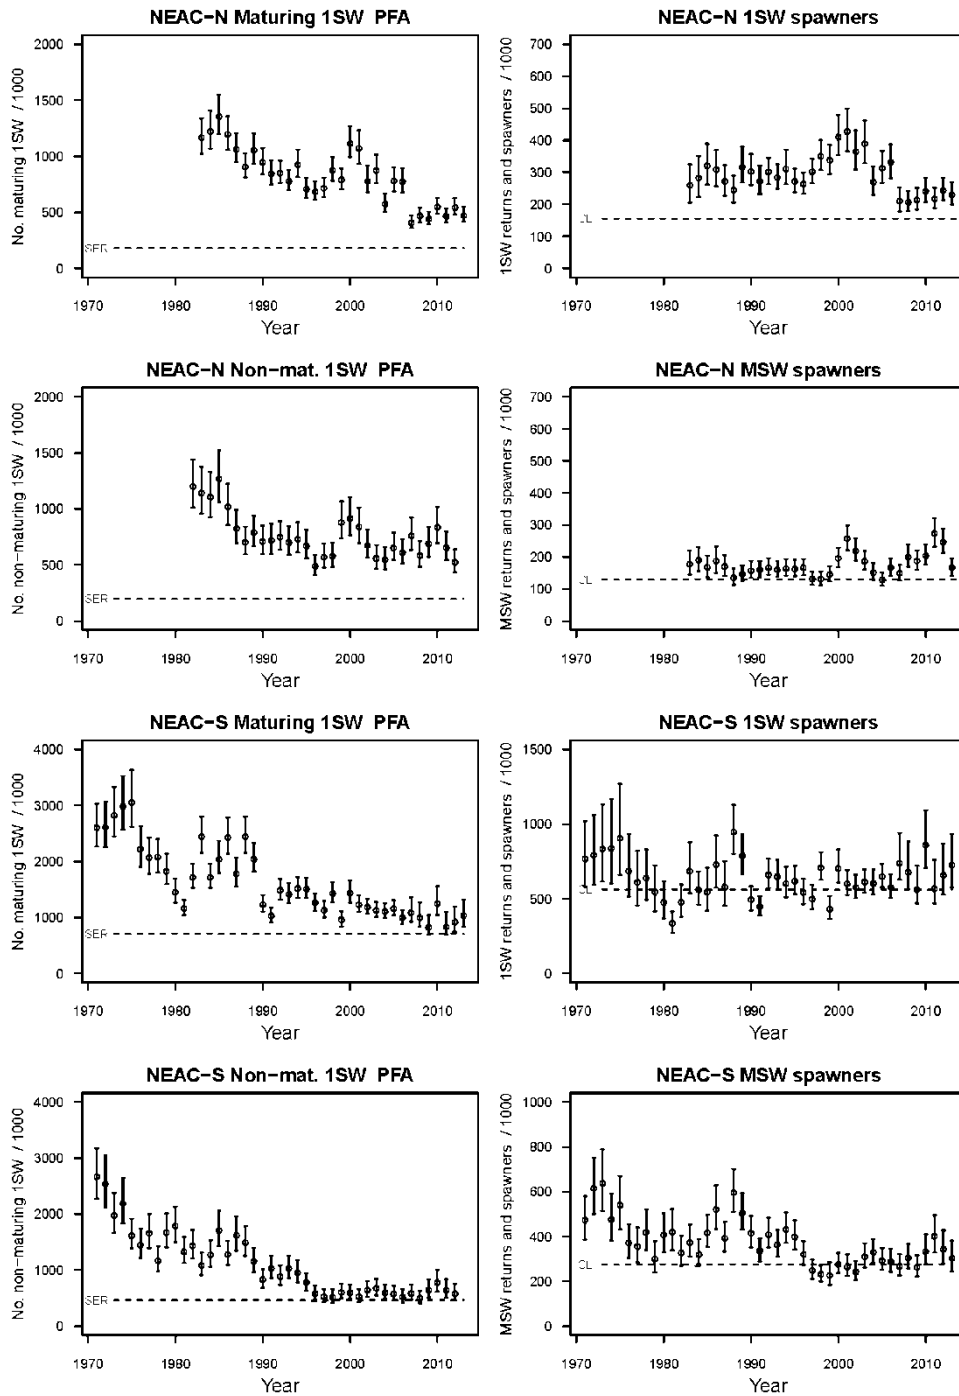 NEAC-N Maturing 1SW PFA
No. maturing 1SW / 1000
2000
1500
1000
500
0
SER
1970
1980
1990
2000
2010
Year
NEAC-N 1SW spawners
1SW returns and spawners / 1000
700
600
500
400
300
200
100
0
CL
1970
1980
1990
2000
2010
Year
NEAC-N Non-mat. 1SW PFA
No. non-maturing 1SW / 1000
2000
1500
1000
500
0
SER
1970
1980
1990
2000
2010
Year
NEAC-N MSW spawners
MSW returns and spawners / 1000
700
600
500
400
300
200
100
0
CL
1970
1980
1990
2000
2010
Year
NEAC-S Maturing 1SW PFA
No. maturing 1SW / 1000
4000
3000
2000
1000
0
SER
1970
1980
1990
2000
2010
Year
NEAC-S 1SW spawners
1SW returns and spawners / 1000
1500
1000
500
0
CL
1970
1980
1990
2000
2010
Year
NEAC-S Non-mat. 1SW PFA
No. non-maturing 1SW / 1000
4000
3000
2000
1000
0
SER
1970
1980
1990
2000
2010
Year
NEAC-S MSW spawners
MSW returns and spawners / 1000
1000
800
600
400
200
0
CL
1970
1980
1990
2000
2010
Year